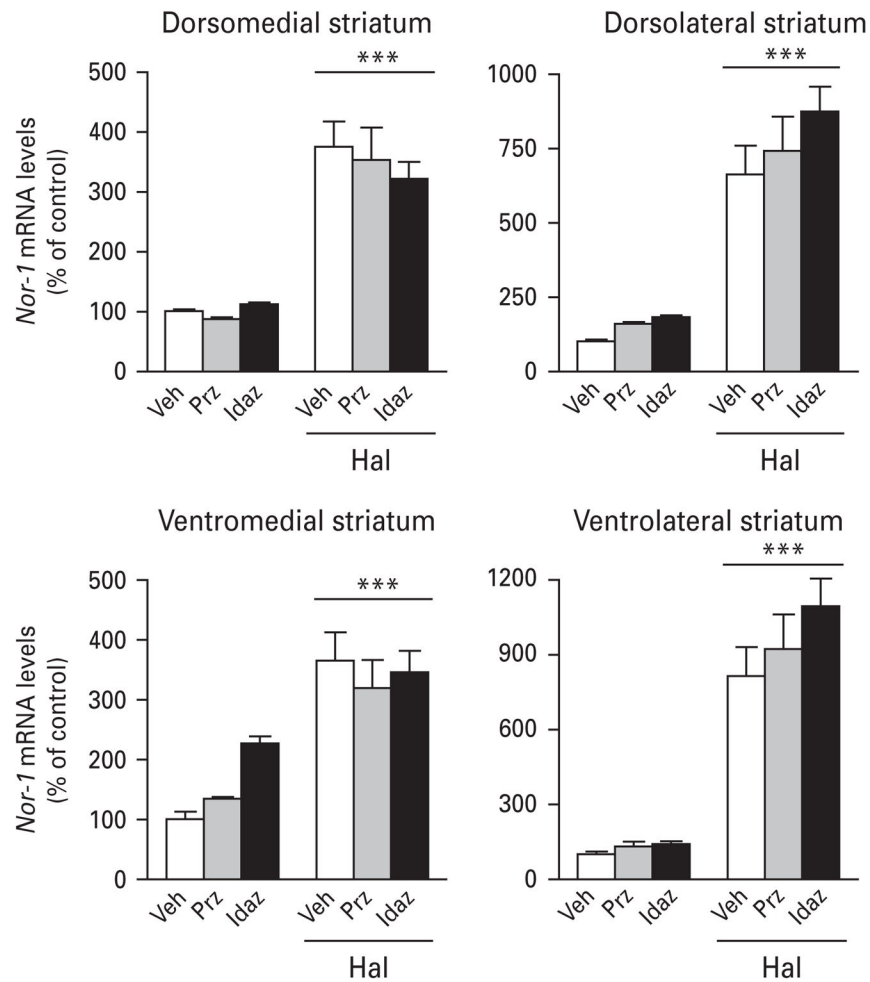 Dorsomedial striatum
***
Nor-1 mRNA levels
(% of control)
500
400
300
200
100
0
Veh
Prz
Idaz
Veh
Prz
Idaz
Hal
Dorsolateral striatum
***
1000
750
500
250
0
Veh
Prz
Idaz
Veh
Prz
Idaz
Hal
Ventromedial striatum
***
Nor-1 mRNA levels
(% of control)
500
400
300
200
100
0
Veh
Prz
Idaz
Veh
Prz
Idaz
Hal
Ventrolateral striatum
***
1200
900
600
300
0
Veh
Prz
Idaz
Veh
Prz
Idaz
Hal